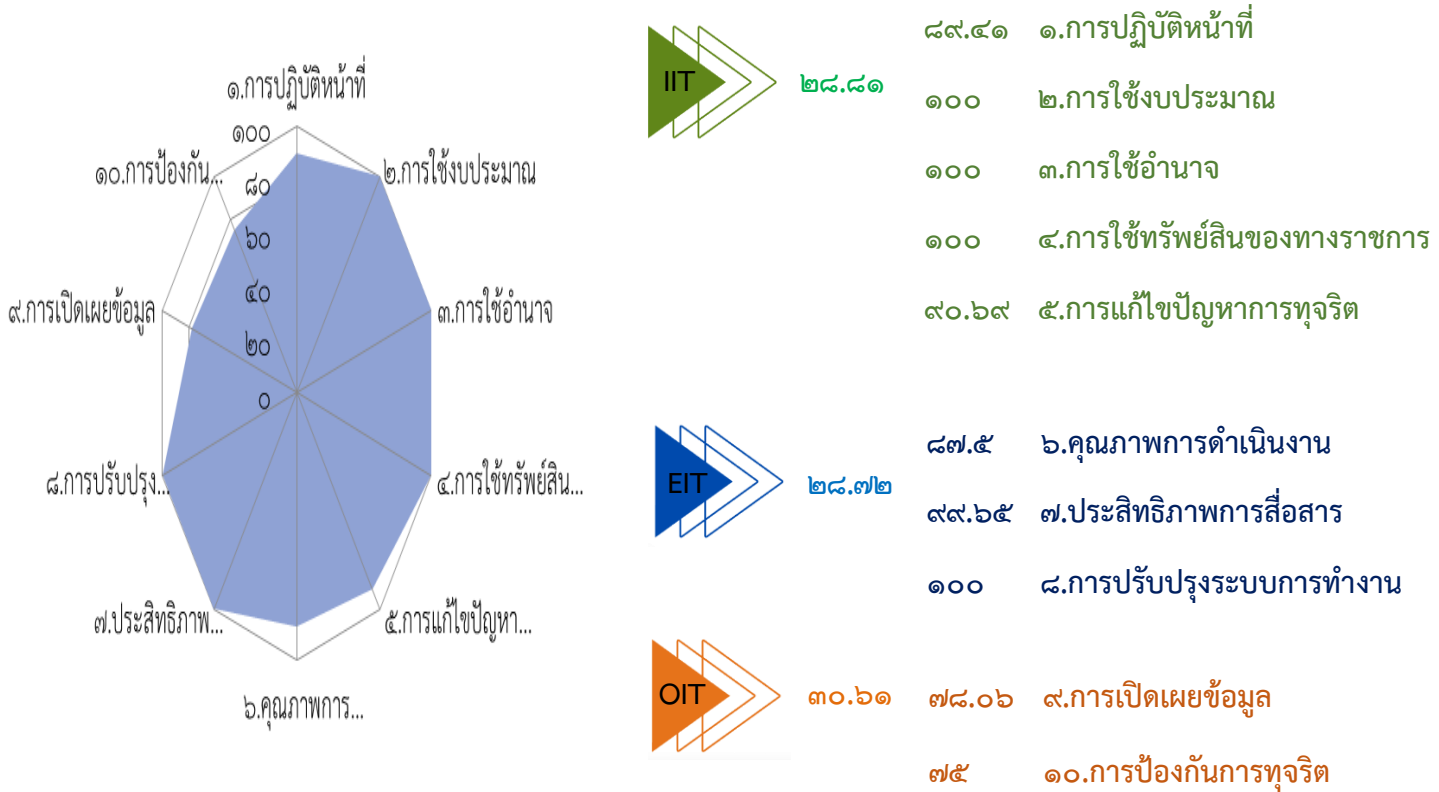 ๑.การปฏิบัติหน้าที่
๒.การใช้งบประมาณ
๓.การใช้อำนาจ
๔.การใช้ทรัพย์สิน...
๕.การแก้ไขปัญหา...
๖.คุณภาพการ...
๗.ประสิทธิภาพ...
๘.การปรับปรุง...
๙.การเปิดเผยข้อมูล
๑๐.การป้องกัน...
๑๐๐
๘๐
๖๐
๔๐
๒๐
๐
IIT ๒๘.๘๑
๘๙.๔๑ ๑.การปฏิบัติหน้าที่
๑๐๐ ๒.การใช้งบประมาณ
๑๐๐ ๓.การใช้อำนาจ
๑๐๐ ๔.การใช้ทรัพย์สินของทางราชการ
๙๐.๖๙ ๕.การแก้ไขปัญหาการทุจริต
EIT ๒๘.๗๒
๘๗.๕ ๖.คุณภาพการดำเนินงาน
๙๙.๖๕ ๗.ประสิทธิภาพการสื่อสาร
๑๐๐ ๘.การปรับปรุงระบบการทำงาน
OIT ๓๐.๖๑
๗๘.๐๖ ๙.การเปิดเผยข้อมูล
๗๕ ๑๐.การป้องกันการทุจริต